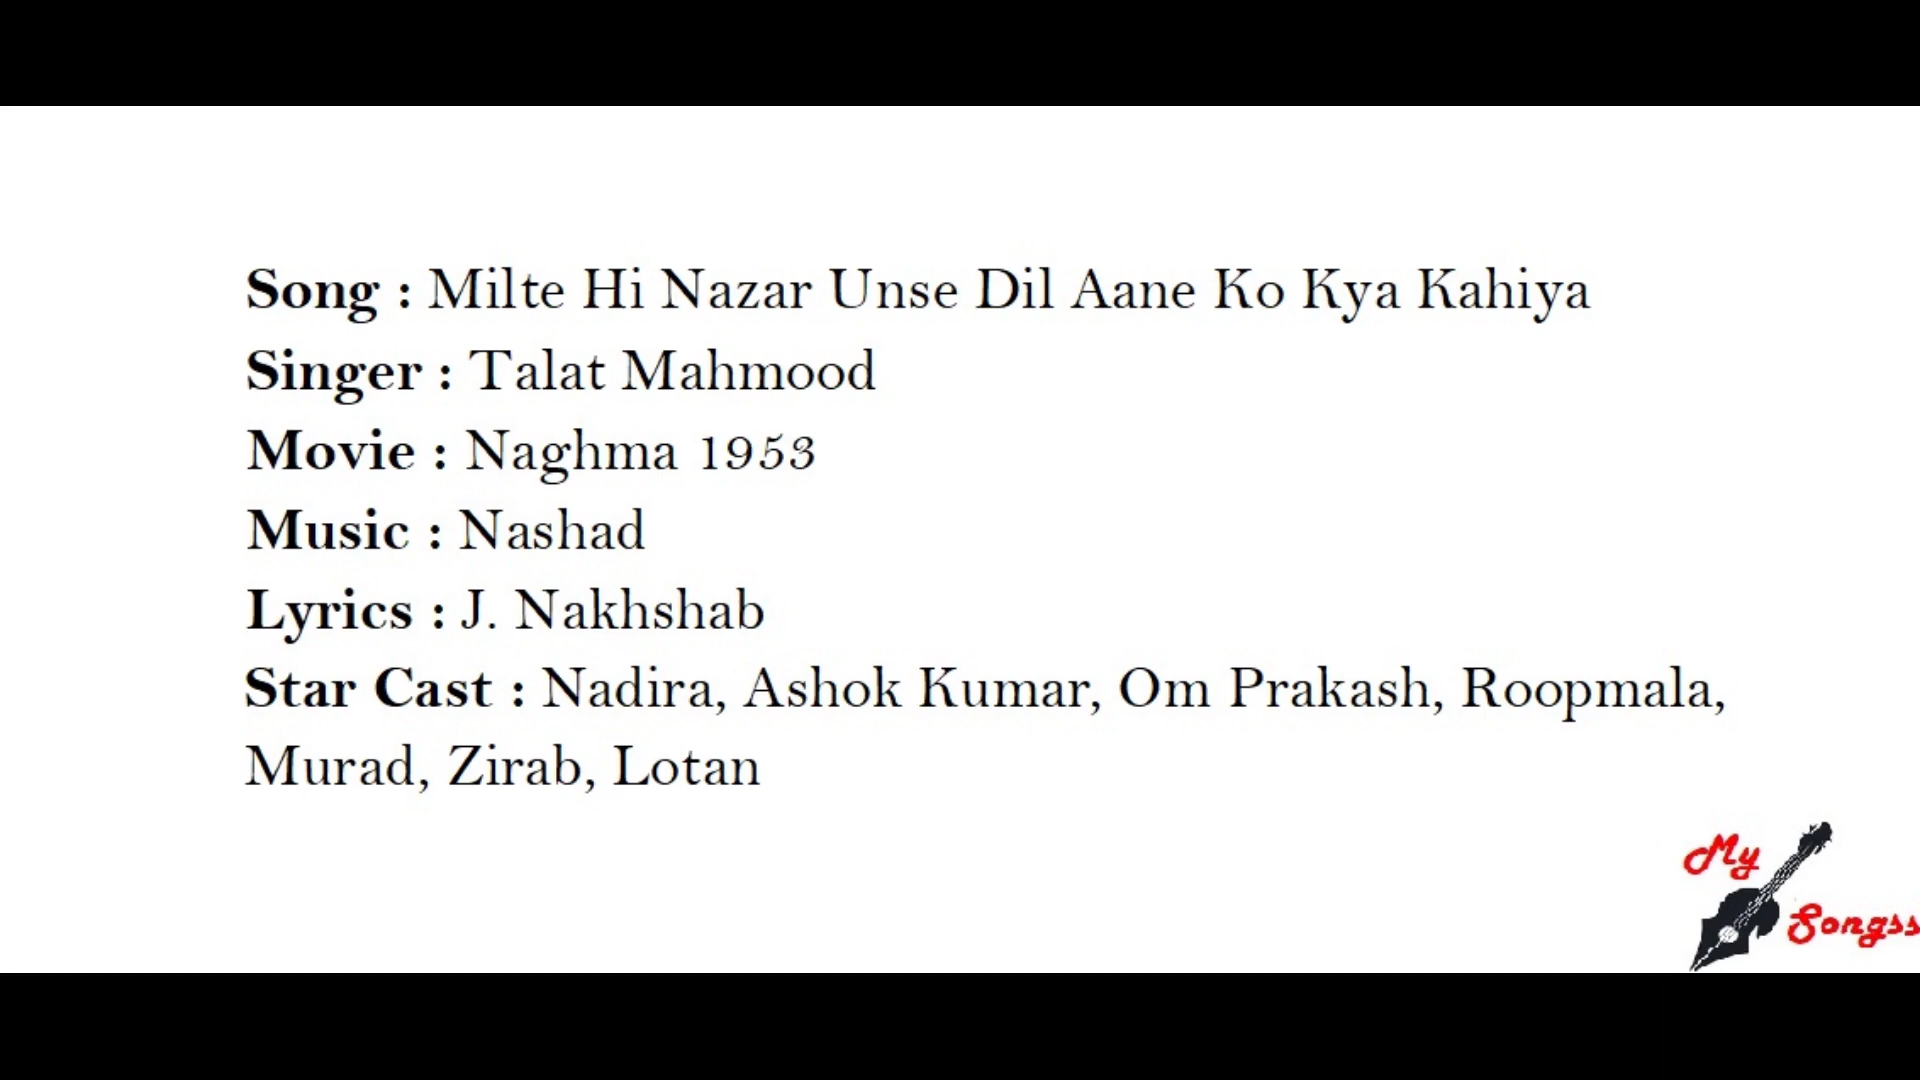 Song : Milte Hi Nazar Unse Dil Aane Ko Kya Kahiya
Singer : Talat Mahmood
Movie : Naghma 1953
Music : Nashad
Lyrics : J. Nakhshab
Star Cast : Nadira, Ashok Kumar, Om Prakash, Roopmala,
Murad, Zirab, Lotan
My
Songss